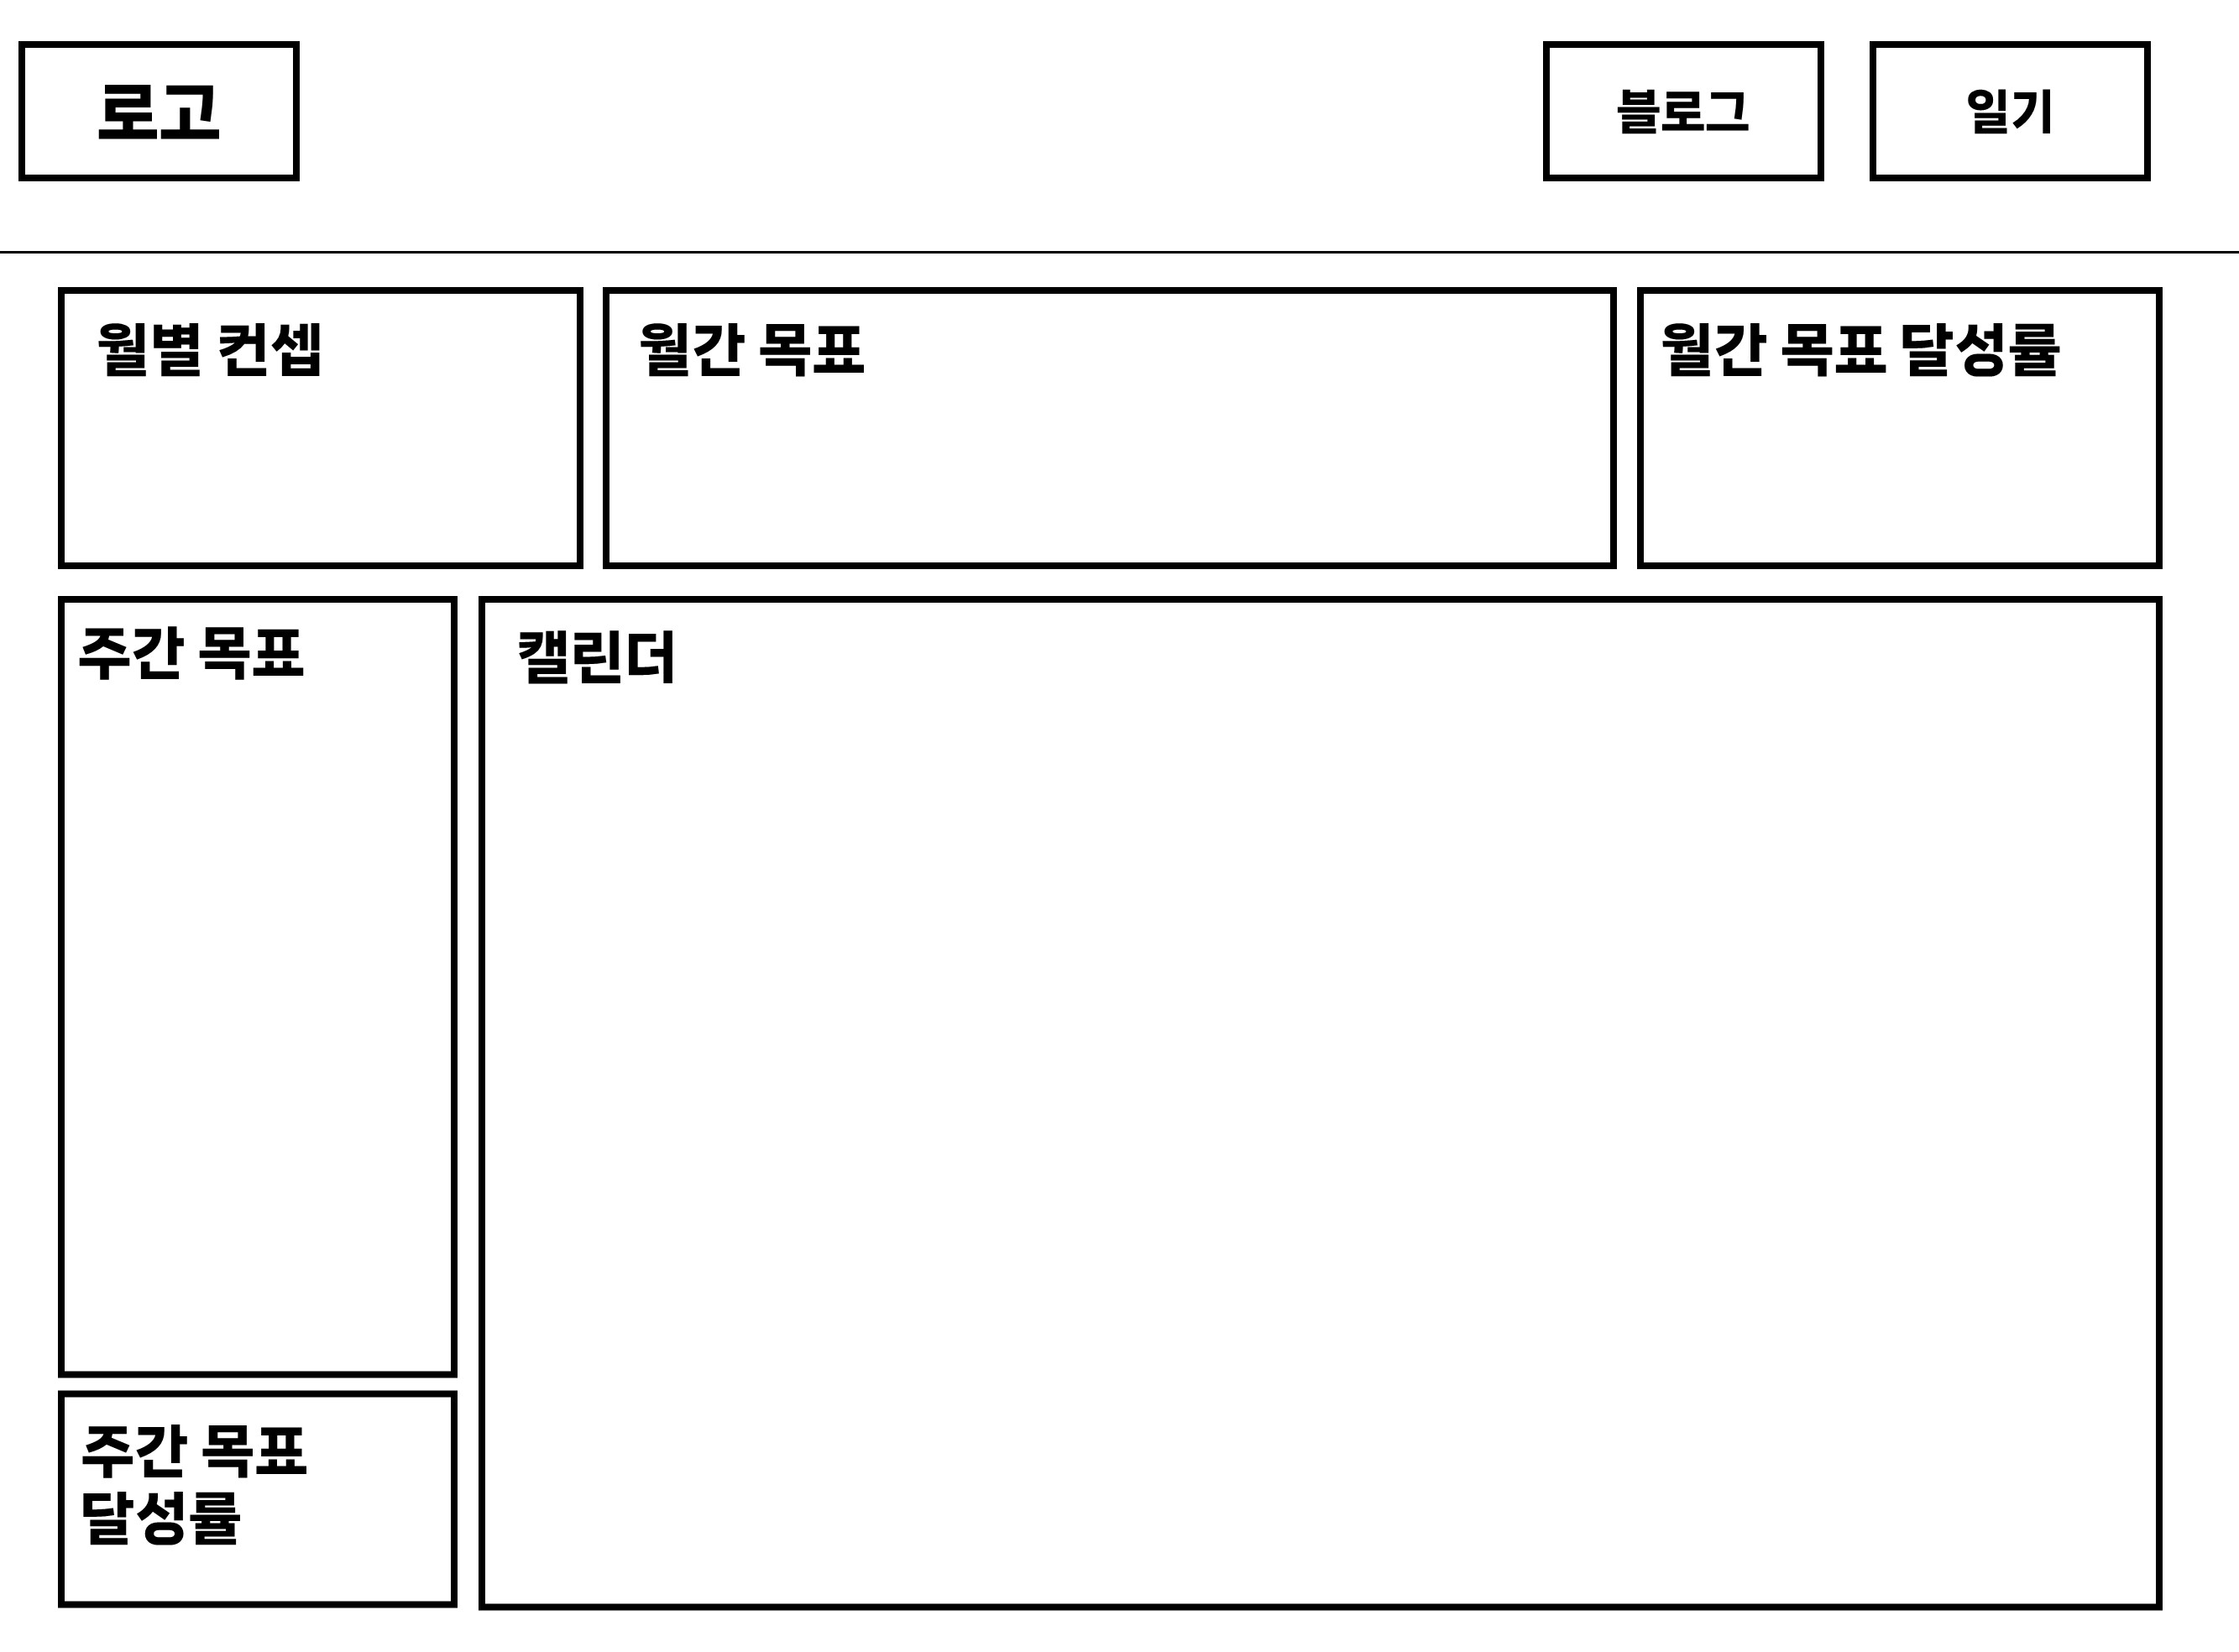 로고
블로그
일기
월별 컨셉
월간 목표
월간 목표 달성률
주간 목표
캘린더
주간 목표
달성률